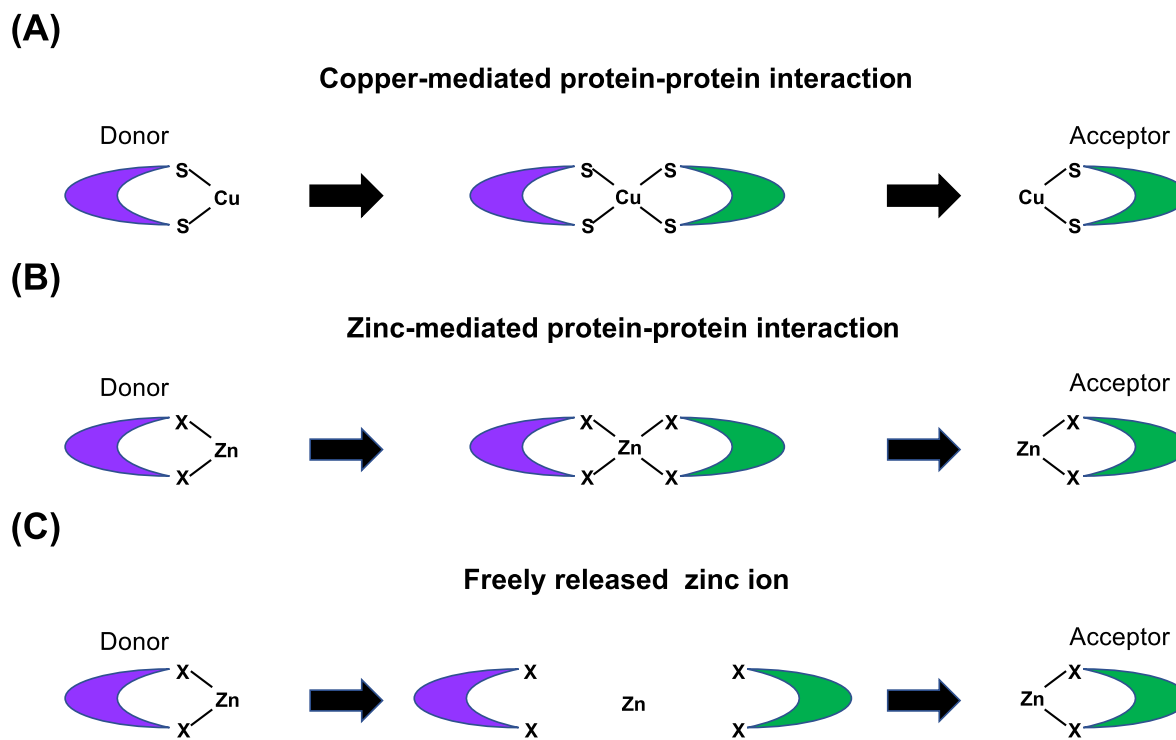 (A)
Copper-mediated protein-protein interaction
Donor
Acceptor
S
S
S
S
Cu
Cu
Cu
S
S
S
S
(B)
Zinc-mediated protein-protein interaction
Donor
Acceptor
X
X
X
X
Zn
Zn
Zn
X
X
X
X
(C)
Freely released zinc ion
Donor
Acceptor
X
X
X
X
Zn
Zn
Zn
X
X
X
X